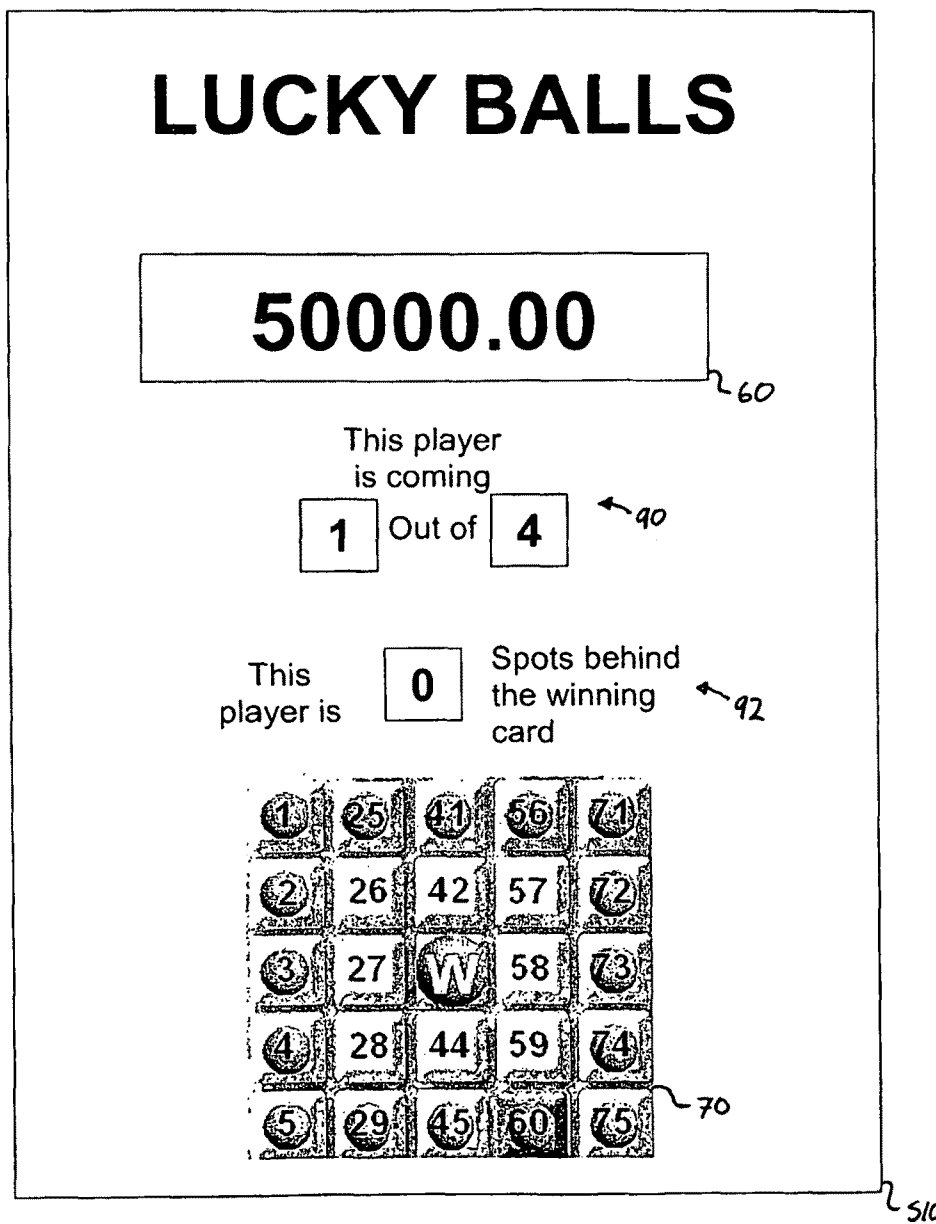 LUCKY BALLS
50000.00
60
This player
is coming
1 Out of 4
90
This player is
0
Spots behind
the winning
card
92
1 25 41 56 71
2 26 42 57 72
3 27 W 58 73
4 28 44 59 74
70
5 29 45 60 75